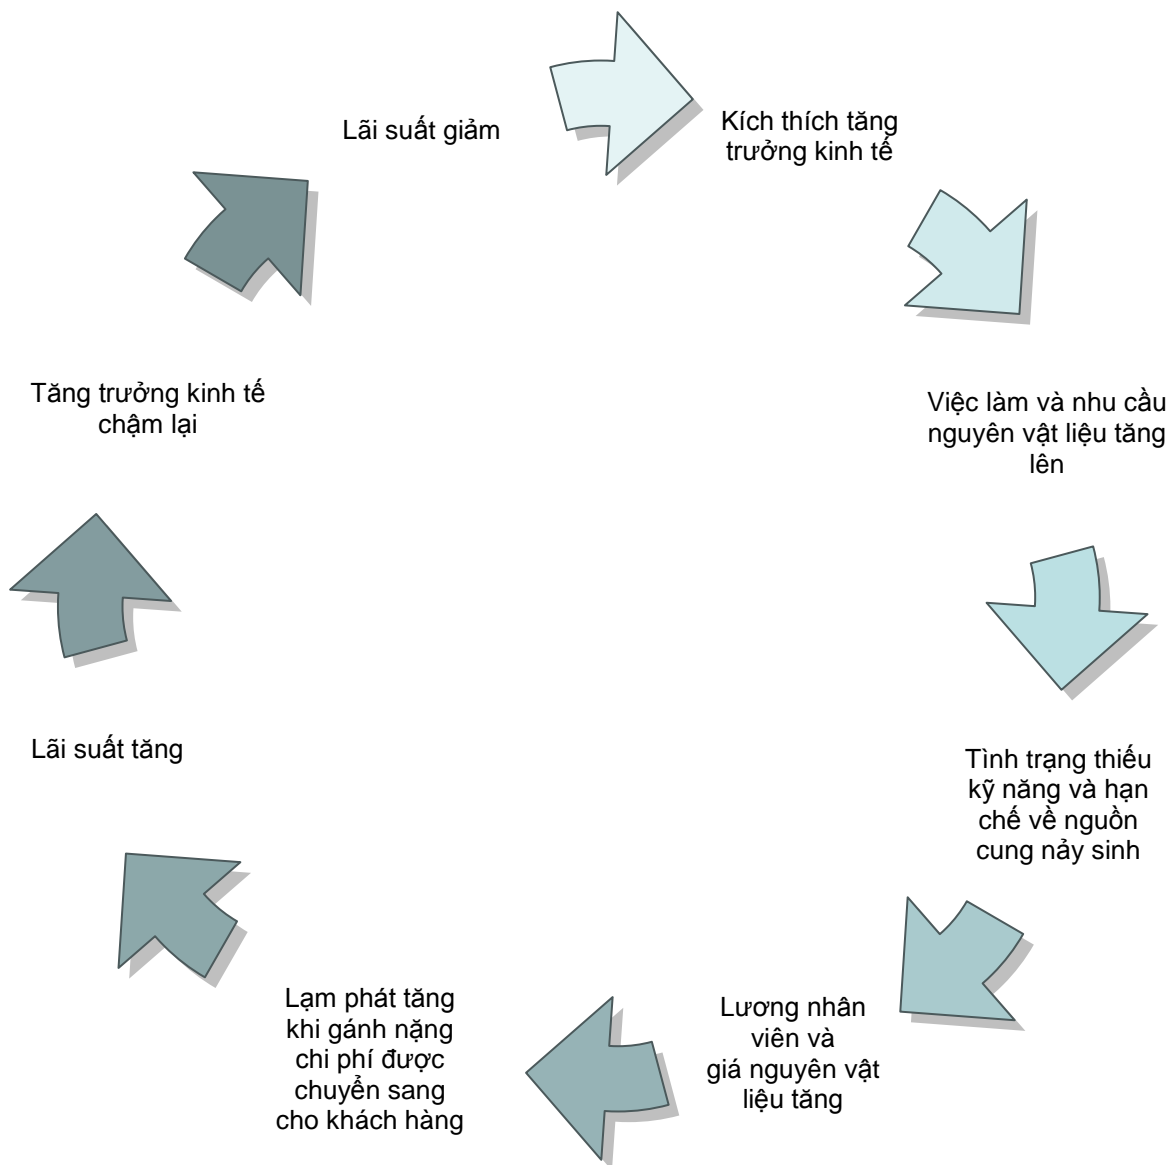 Lãi suất giảm
Kích thích tăng
trưởng kinh tế
Việc làm và nhu cầu
nguyên vật liệu tăng
lên
Tình trạng thiếu
kỹ năng và hạn
chế về nguồn
cung nảy sinh
Lương nhân
viên và
giá nguyên vật
liệu tăng
Lạm phát tăng
khi gánh nặng
chi phí được
chuyển sang
cho khách hàng
Lãi suất tăng
Tăng trưởng kinh tế
chậm lại